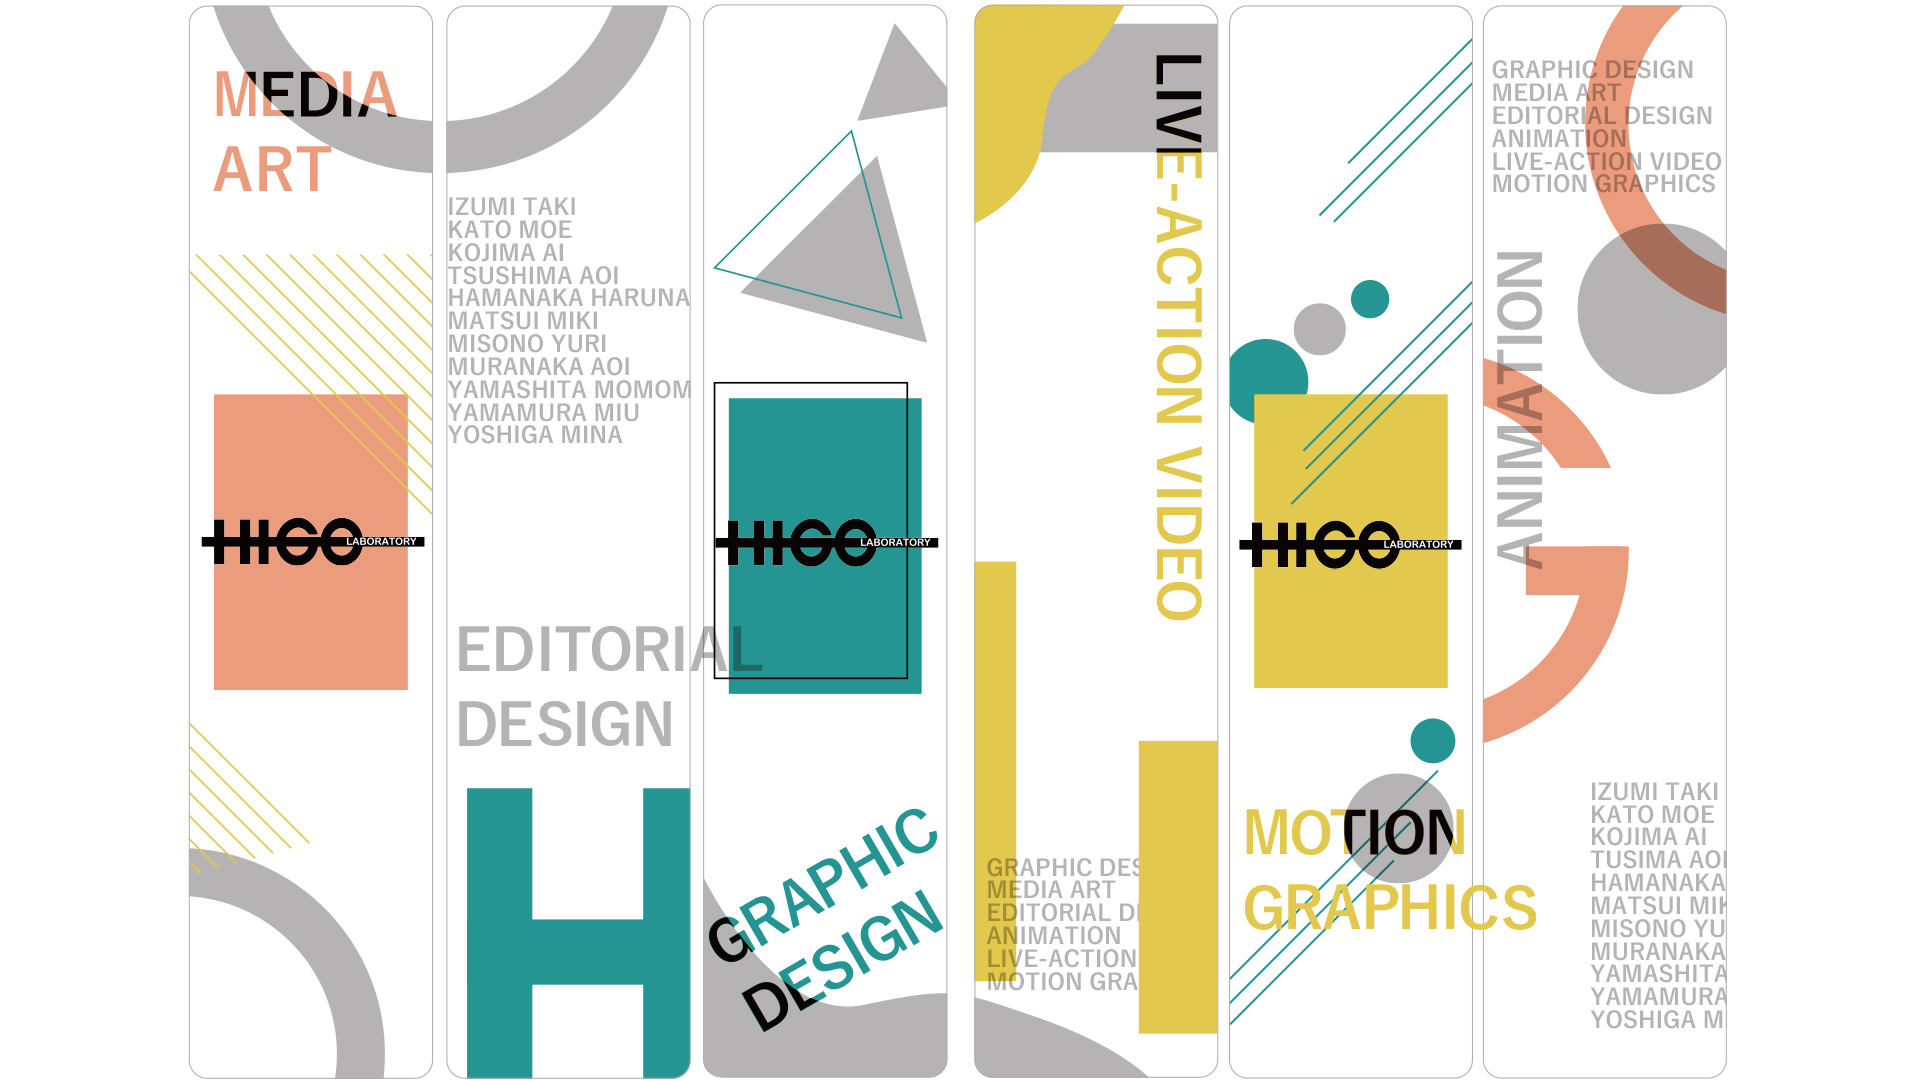 MEDIA
ART
HIGO
LABORATORY
IZUMI TAKI
KATO MOE
KOJIMA AI
TSUSHIMA AOI
HAMANAKA HARUNA
MATSUI MIKI
MISONO YURI
MURANAKA AOI
YAMASHITA MOMOM
YAMAMURA MIU
YOSHIGA MINA
EDITORIAL
DESIGN
H
HIGO
LABORATORY
GRAPHIC
DESIGN
LIVE-ACTION VIDEO
GRAPHIC DES
MEDIA ART
EDITORIAL D
ANIMATION
LIVE-ACTION
MOTION GRA
HIGO
LABORATORY
MOTION
GRAPHICS
GRAPHIC DESIGN
MEDIA ART
EDITORIAL DESIGN
ANIMATION
LIVE-ACTION VIDEO
MOTION GRAPHICS
ANIMATION
G
IZUMI TAKI
KATO MOE
KOJIMA AI
TUSIMA AOI
HAMANAKA
MATSUI MIK
MISONO YU
MURANAKA
YAMASHITA
YAMAMURA
YOSHIGA M